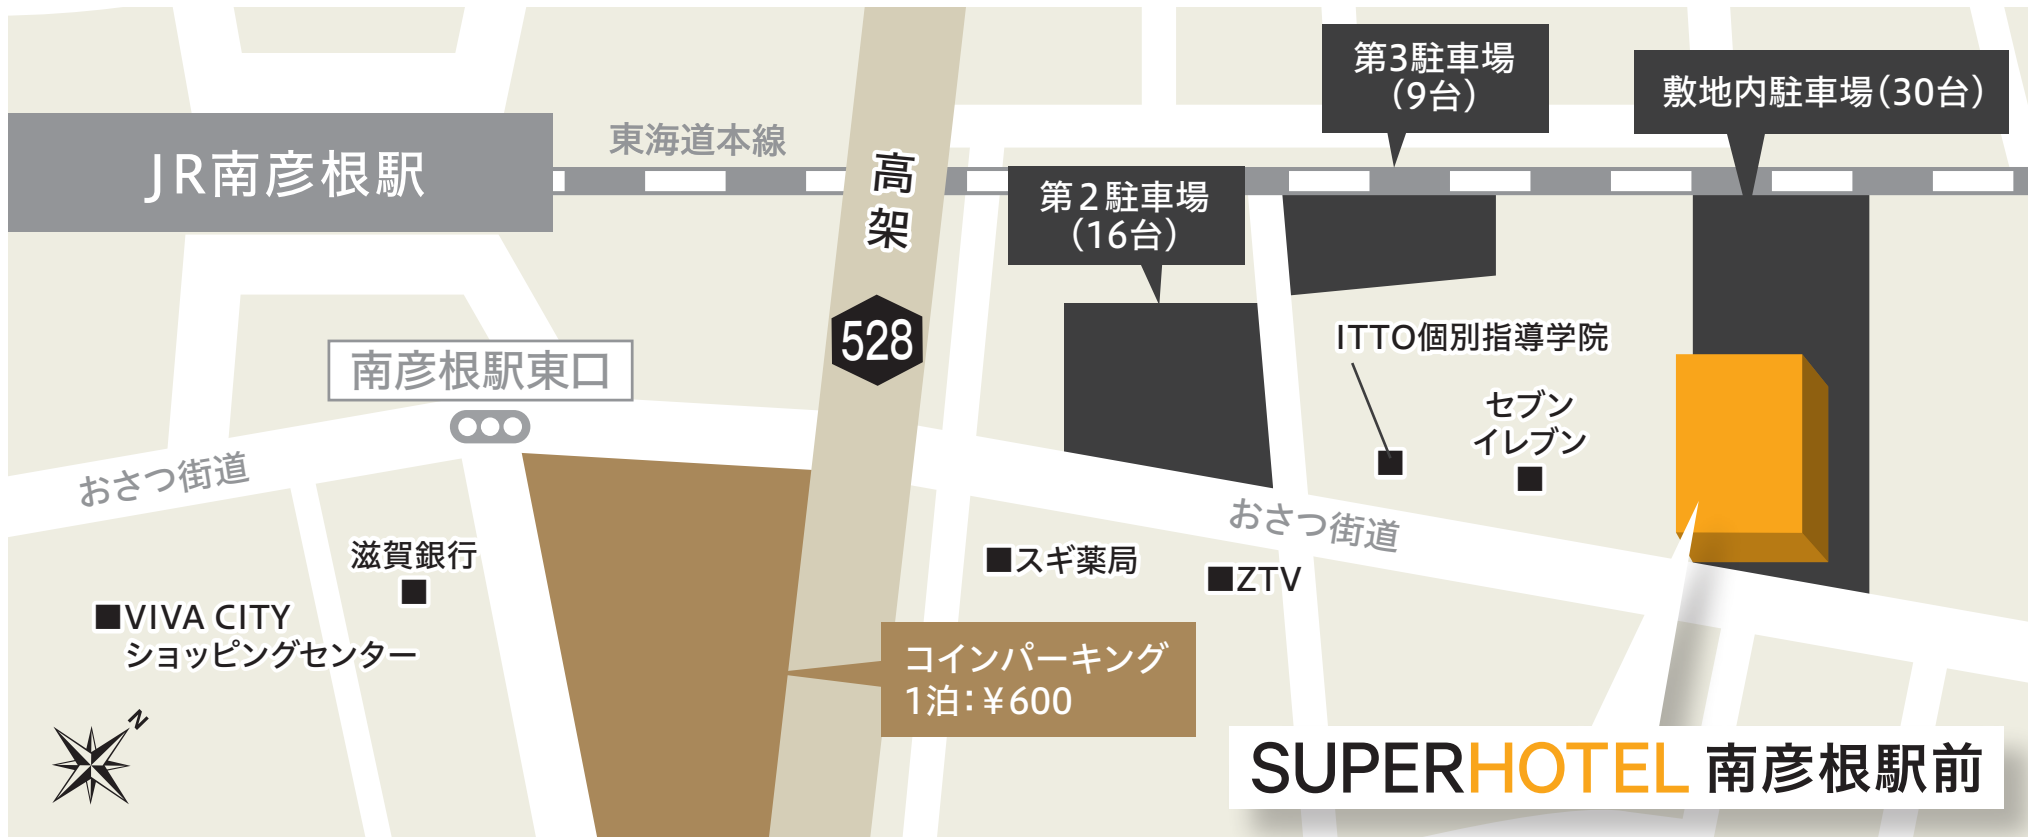 第3駐車場
（9台）
敷地内駐車場（30台）
東海道本線
JR南彦根駅
高架
第2駐車場
（16台）
528
ITTO個別指導学院
南彦根駅東口
セブン
イレブン
おさつ街道
おさつ街道
滋賀銀行
■スギ薬局
■ZTV
■VIVA CITY
ショッピングセンター
コインパーキング
1泊：￥600
N
SUPERHOTEL 南彦根駅前